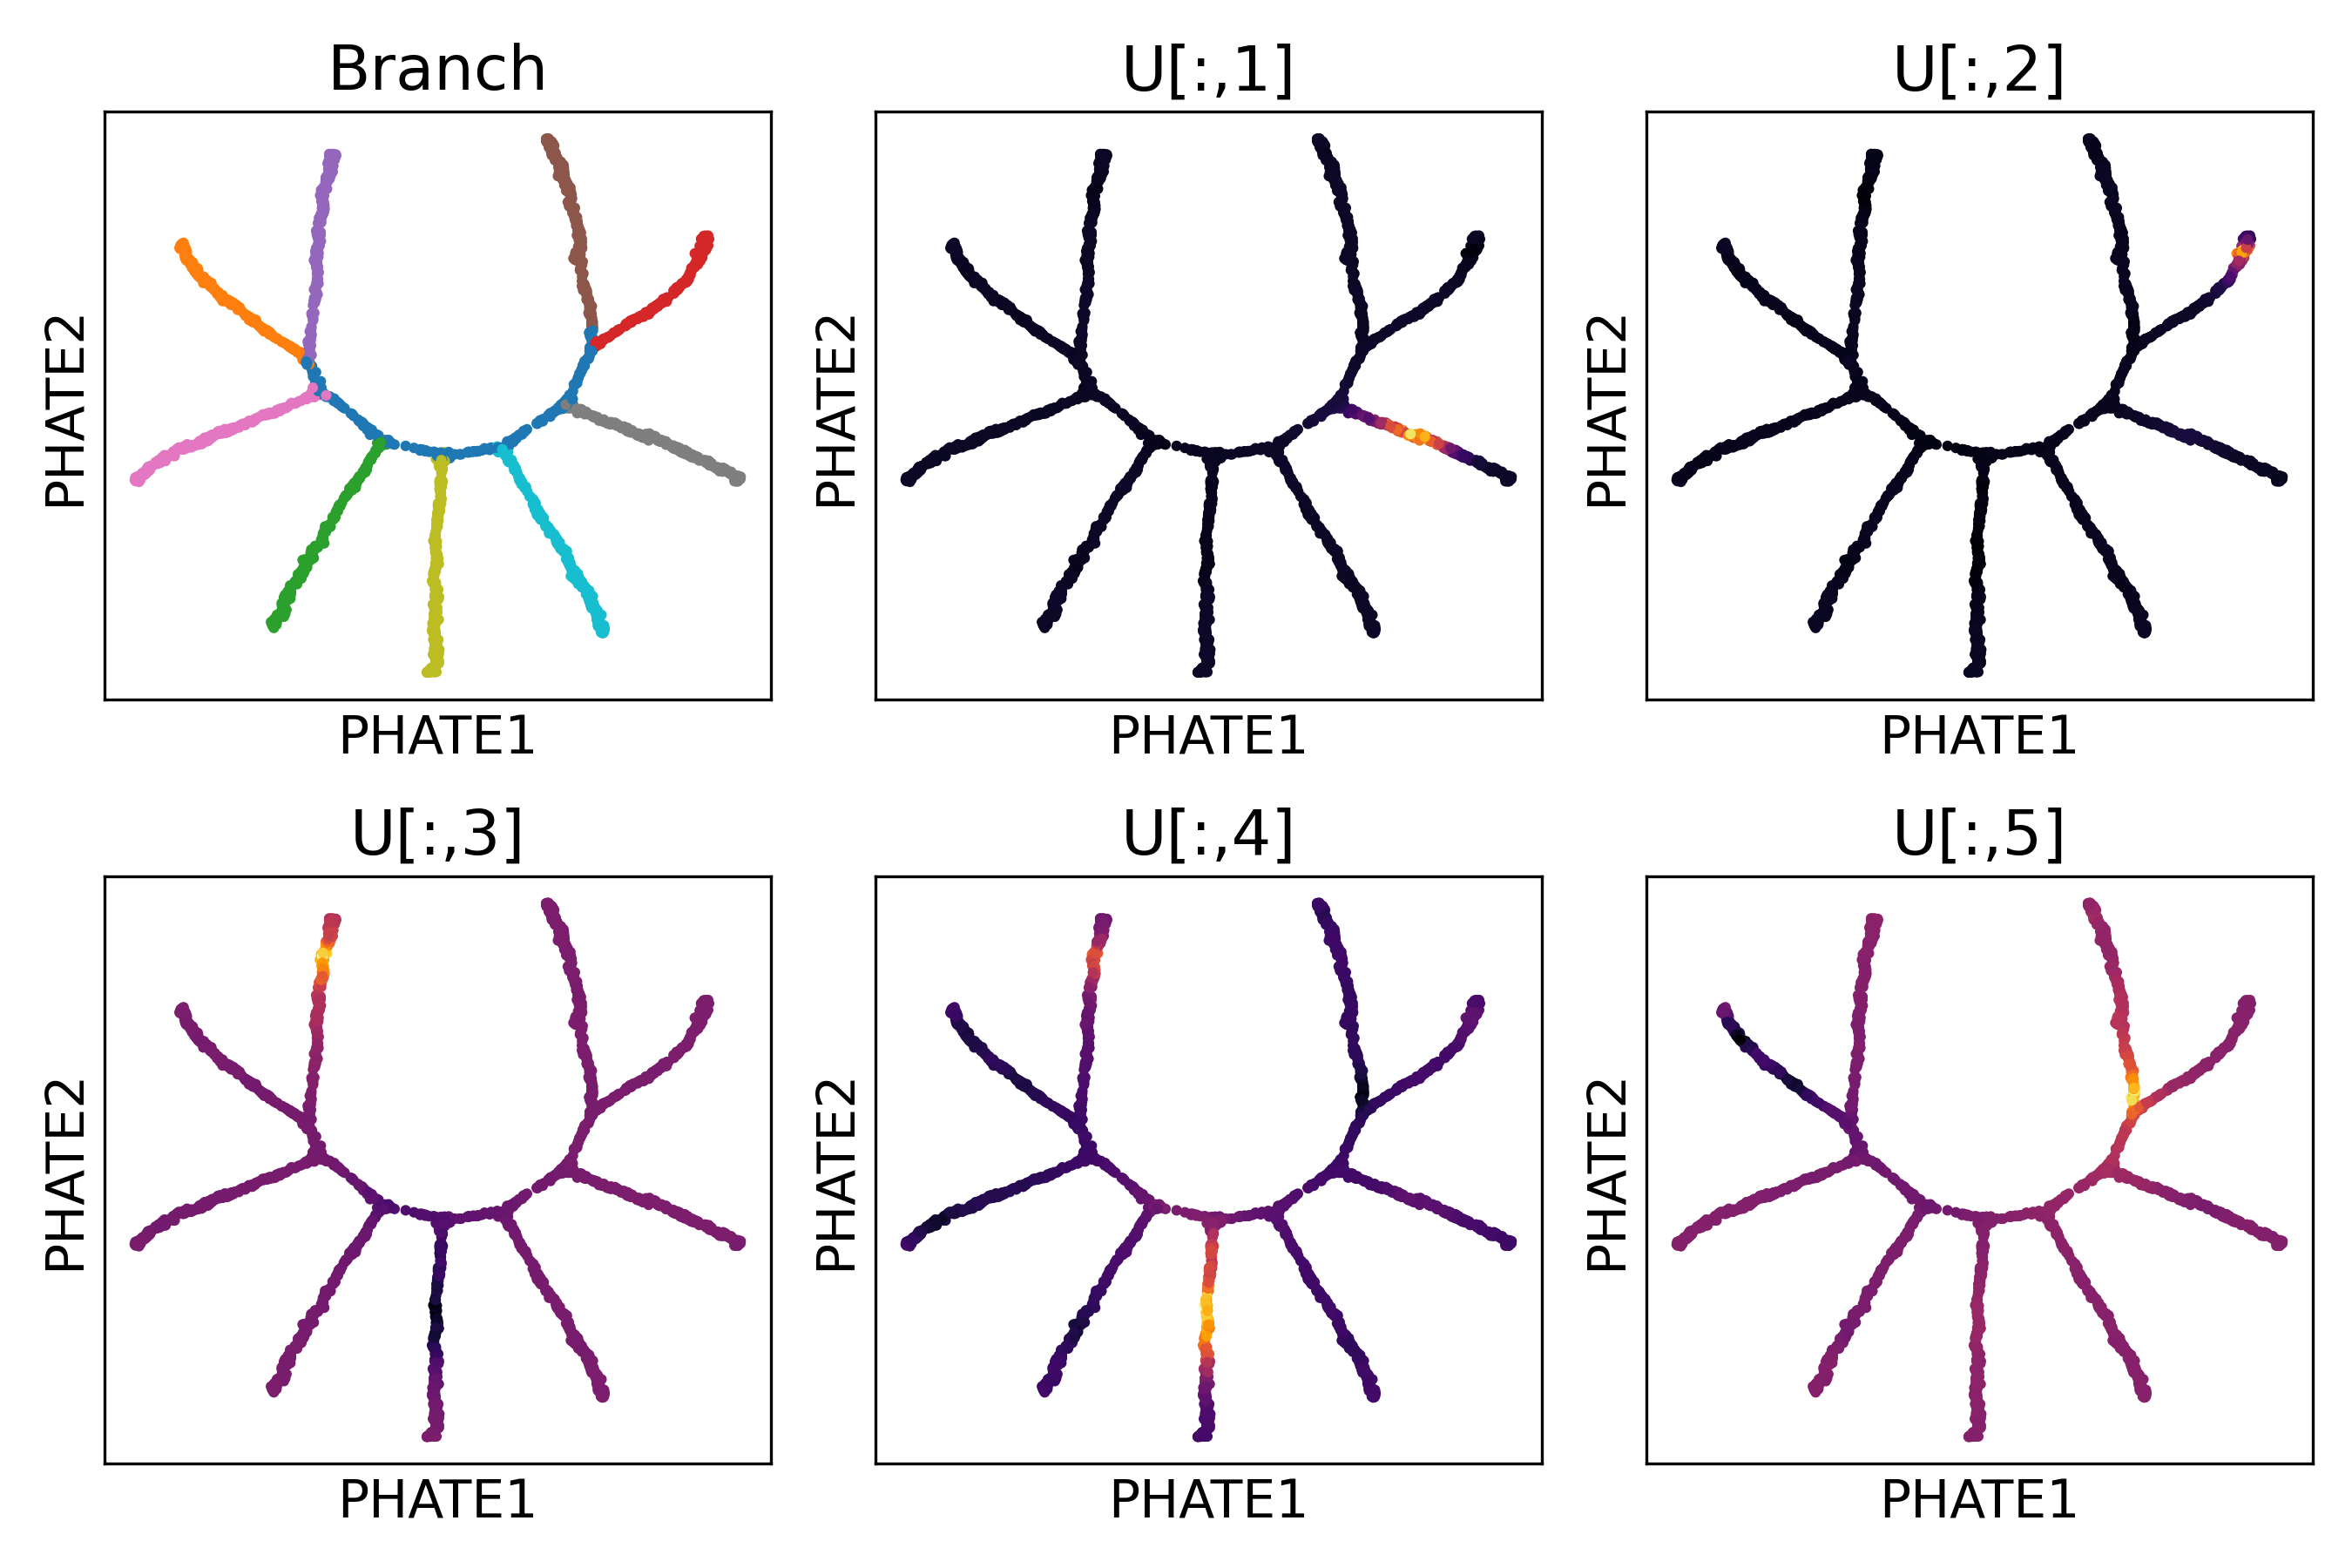 Branch
U[:,1]
U[:,2]
PHATE2
PHATE2
PHATE2
PHATE1
PHATE1
PHATE1
U[:,3]
U[:,4]
U[:,5]
PHATE2
PHATE2
PHATE2
PHATE1
PHATE1
PHATE1